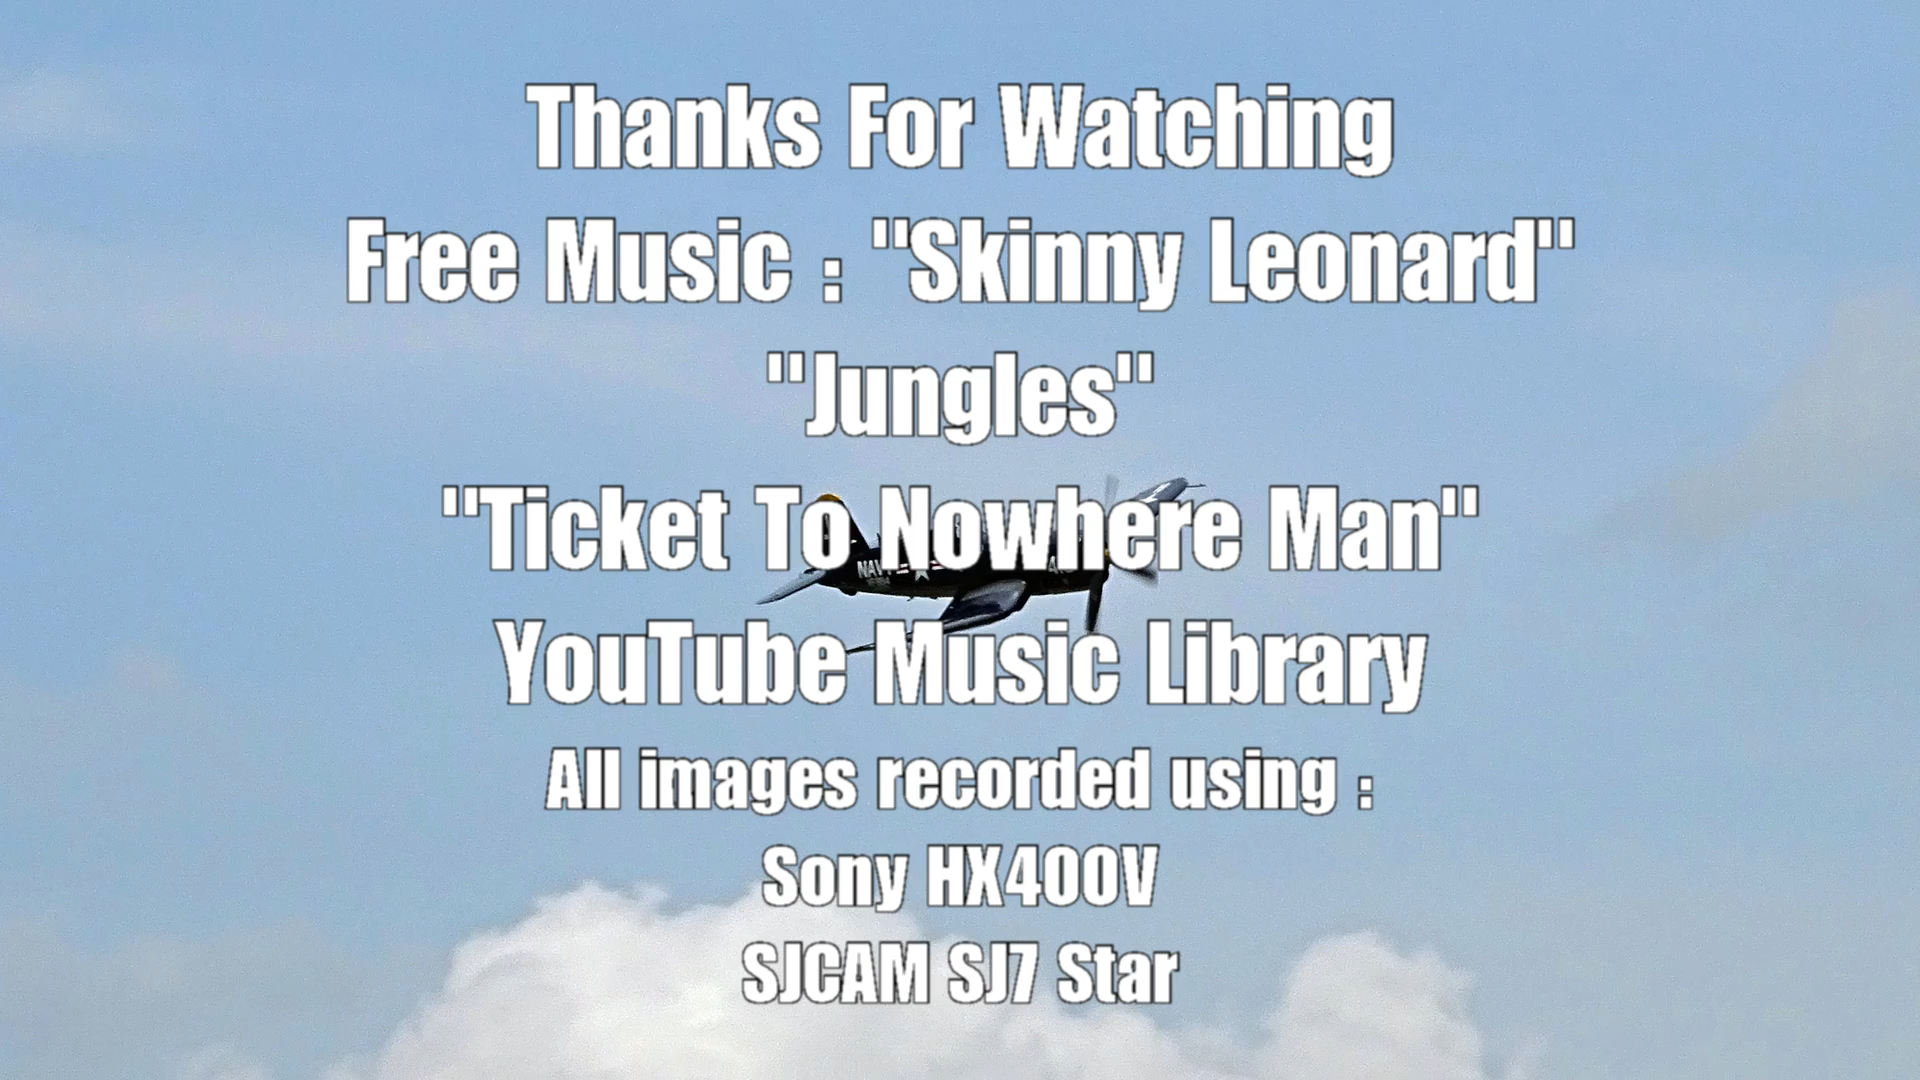 Thanks For Watching
Free Music : "Skinny Leonard"
"Jungles"
"Ticket To Nowhere Man"
YouTube Music Library
All images recorded using :
Sony HX400V
SJCAM SJ7 Star